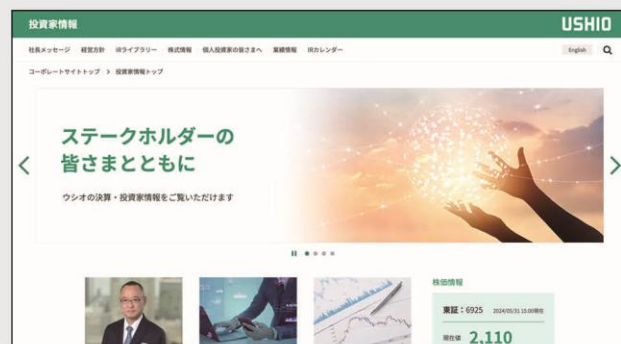 投資家情報
USHIO
社長メッセージ 経営方針 IRライブラリー 株式情報 個人投資家の皆さまへ 業績情報 IRカレンダー
English
コーポレートサイトトップ > 投資家情報トップ
ステークホルダーの
皆さまとともに
ウシオの決算・投資家情報をご覧いただけます
株価情報
東証：6925 2024/05/31 15:00現在
現在値 2,110